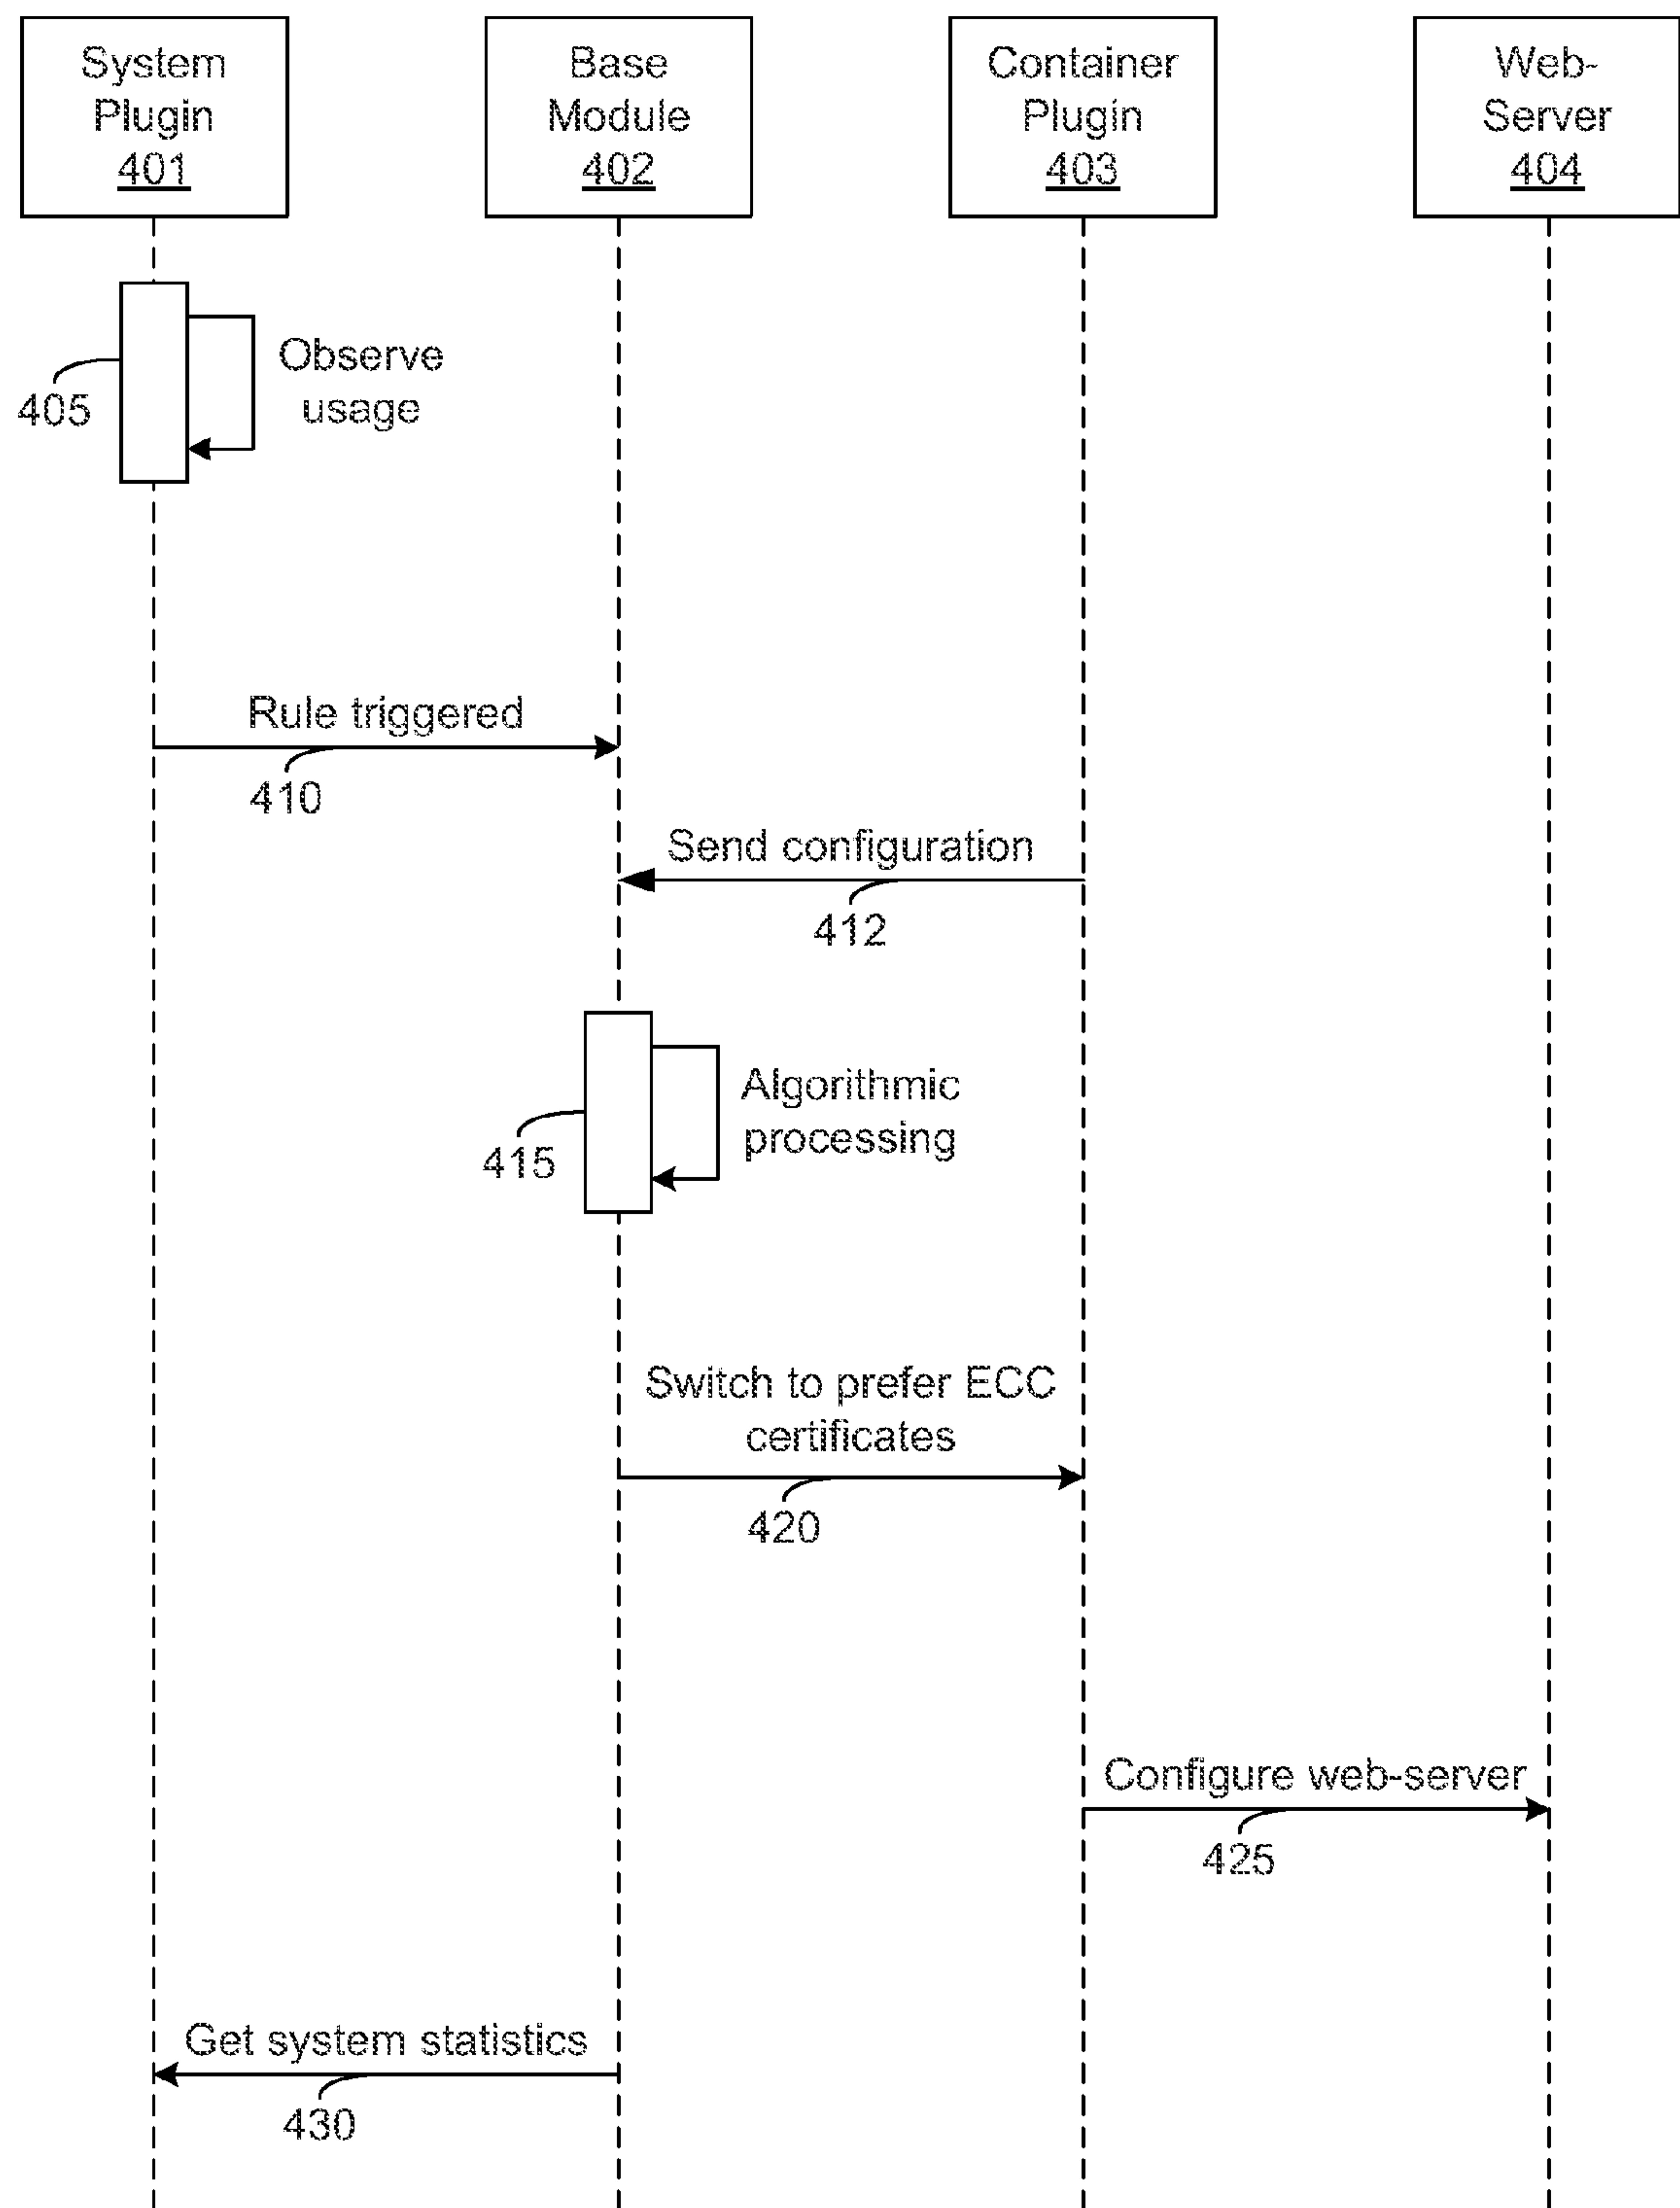 System
Plugin
401
Base
Module
402
Container
Plugin
403
Web-
Server
404
Observe
usage
405
Rule triggered
410
Send configuration
412
Algorithmic
processing
415
Switch to prefer ECC
certificates
420
Configure web-server
425
Get system statistics
430